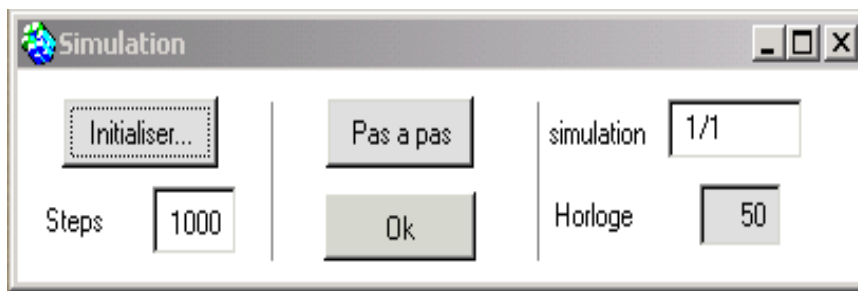 Simulation
Initialiser...
Pas a pas
simulation 1/1
Steps 1000
Ok
Horloge 50